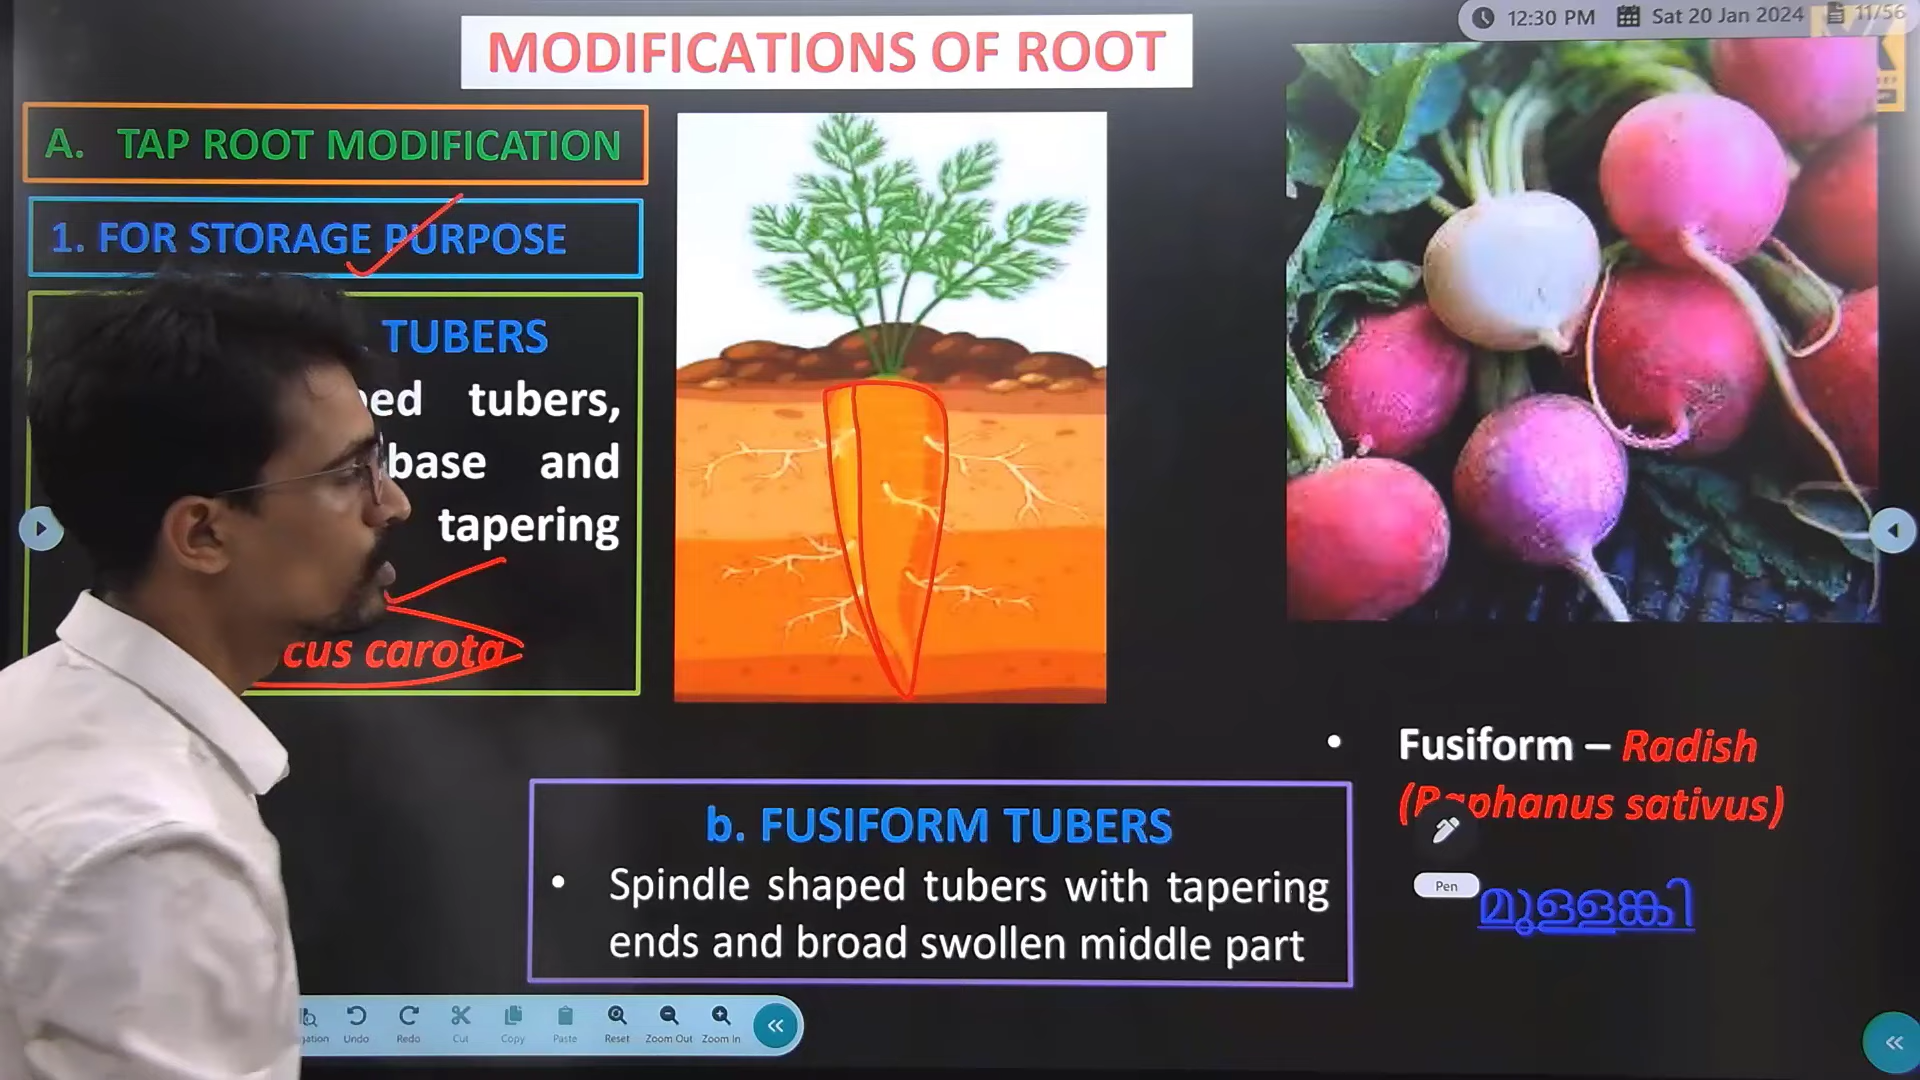 12:30 PM Sat 20 Jan 2024 11/56
MODIFICATIONS OF ROOT
A. TAP ROOT MODIFICATION
1. FOR STORAGE PURPOSE
TUBERS
tubers,
base and
tapering
carota
• Fusiform – Radish
sativus)
മുള്ളങ്കി
b. FUSIFORM TUBERS
• Spindle shaped tubers with tapering
ends and broad swollen middle part
Pen
Undo Redo Cut Copy Paste Reset Zoom Out Zoom In